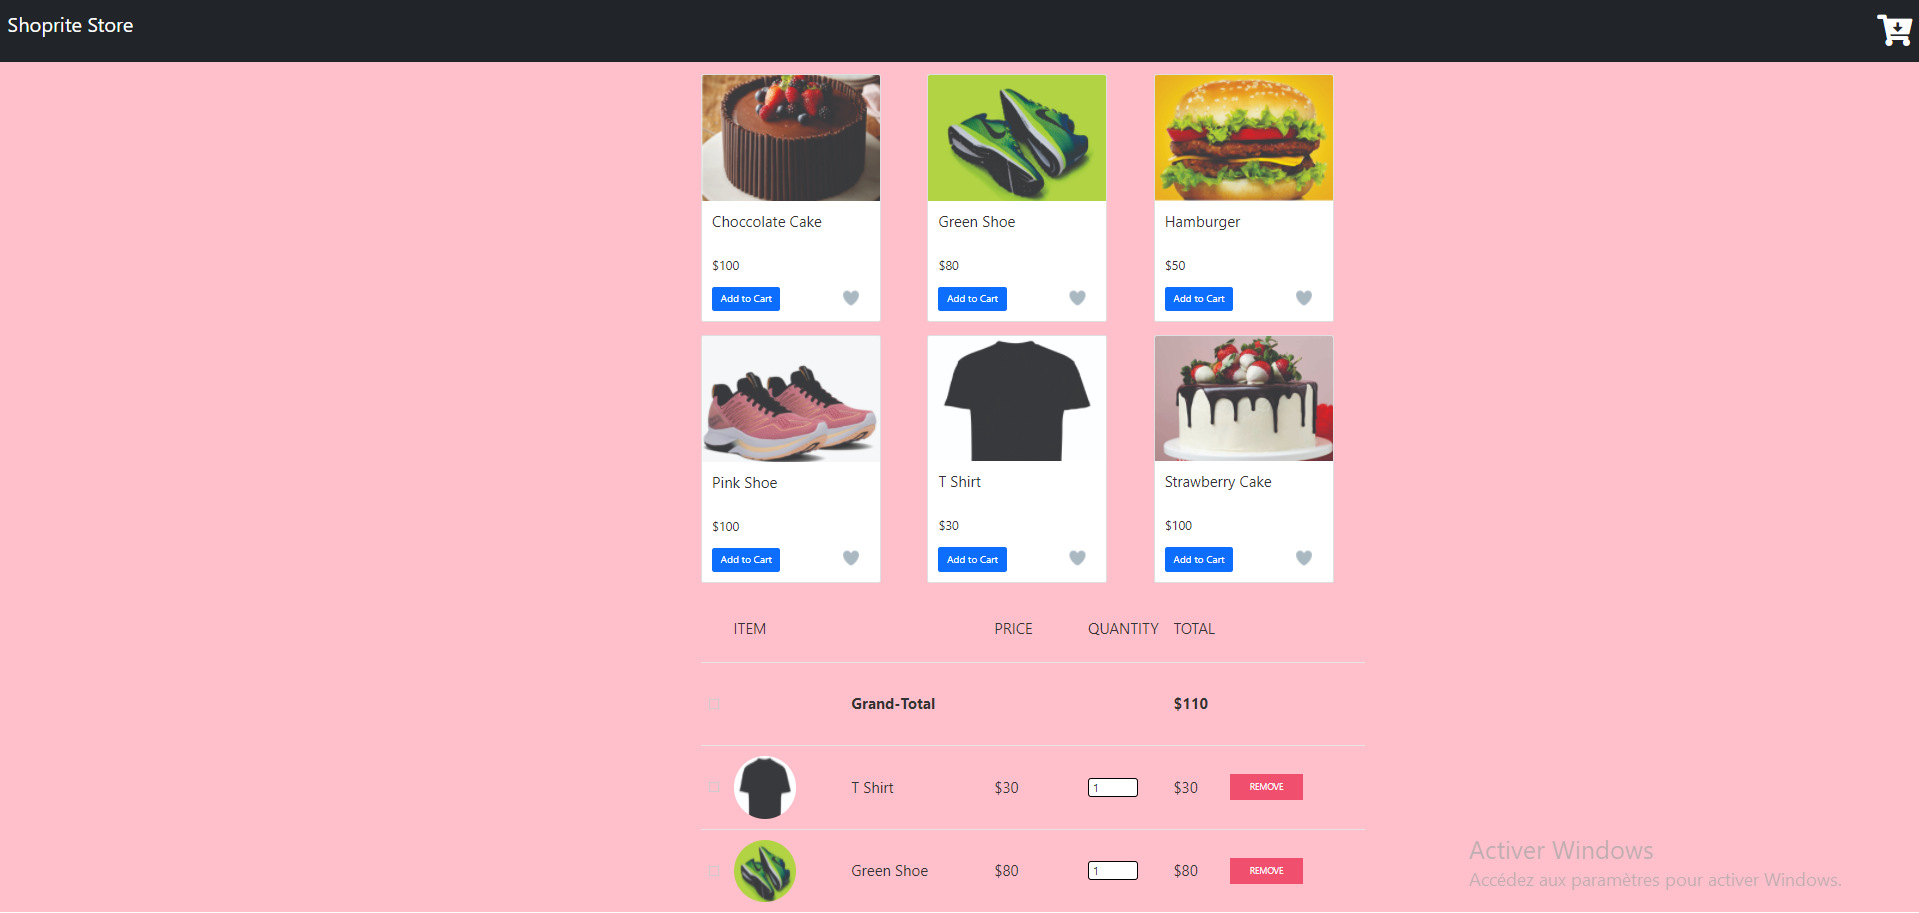 Shoprite Store
Choccolate Cake
$100
Add to Cart
Green Shoe
$80
Add to Cart
Hamburger
$50
Add to Cart
Pink Shoe
$100
Add to Cart
T Shirt
$30
Add to Cart
Strawberry Cake
$100
Add to Cart
ITEM PRICE QUANTITY TOTAL
Grand-Total $110
T Shirt $30 1 $30 REMOVE
Green Shoe $80 1 $80 REMOVE
Activer Windows
Accédez aux paramètres pour activer Windows.